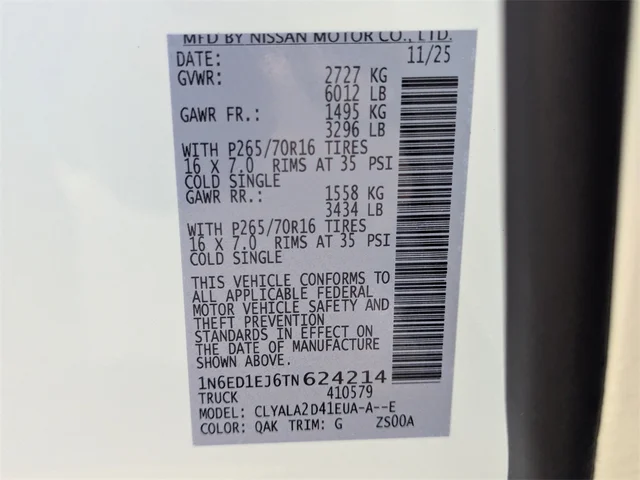 MFD BY NISSAN MOTOR CO., LTD.
DATE: 11/25
GVWR: 2727 KG
6012 LB
GAWR FR.: 1495 KG
3296 LB
WITH P265/70R16 TIRES
16 X 7.0 RIMS AT 35 PSI
COLD SINGLE
GAWR RR.: 1558 KG
3434 LB
WITH P265/70R16 TIRES
16 X 7.0 RIMS AT 35 PSI
COLD SINGLE
THIS VEHICLE CONFORMS TO
ALL APPLICABLE FEDERAL
MOTOR VEHICLE SAFETY AND
THEFT PREVENTION
STANDARDS IN EFFECT ON
THE DATE OF MANUFACTURE
SHOWN ABOVE.
1N6ED1EJ6TN624214
TRUCK 410579
MODEL: CLYALA2D41EUA-A--E
COLOR: QAK TRIM: G ZS00A